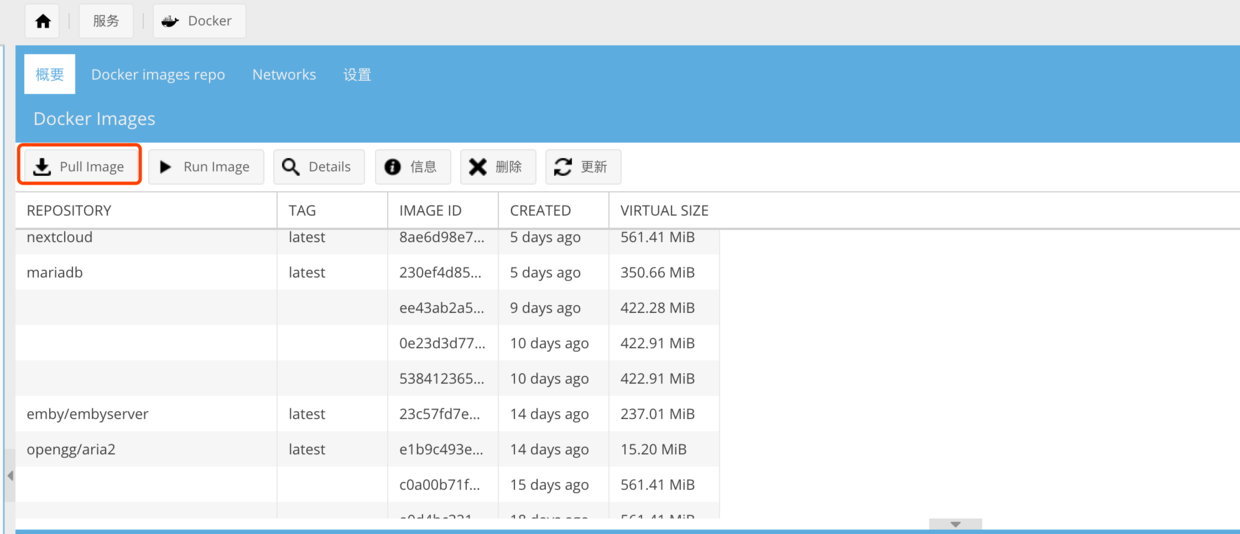 服务 Docker
概要 Docker images repo Networks 设置
Docker Images
Pull Image Run Image Details 信息 删除 更新
REPOSITORY TAG IMAGE ID CREATED VIRTUAL SIZE
nextcloud latest 8ae6d98e7... 5 days ago 561.41 MiB
mariadb latest 230ef4d85... 5 days ago 350.66 MiB
ee43ab2a5... 9 days ago 422.28 MiB
0e23d3d77... 10 days ago 422.91 MiB
538412365... 10 days ago 422.91 MiB
emby/embyserver latest 23c57fd7e... 14 days ago 237.01 MiB
opengg/aria2 latest e1b9c493e... 14 days ago 15.20 MiB
c0a00b71f... 15 days ago 561.41 MiB